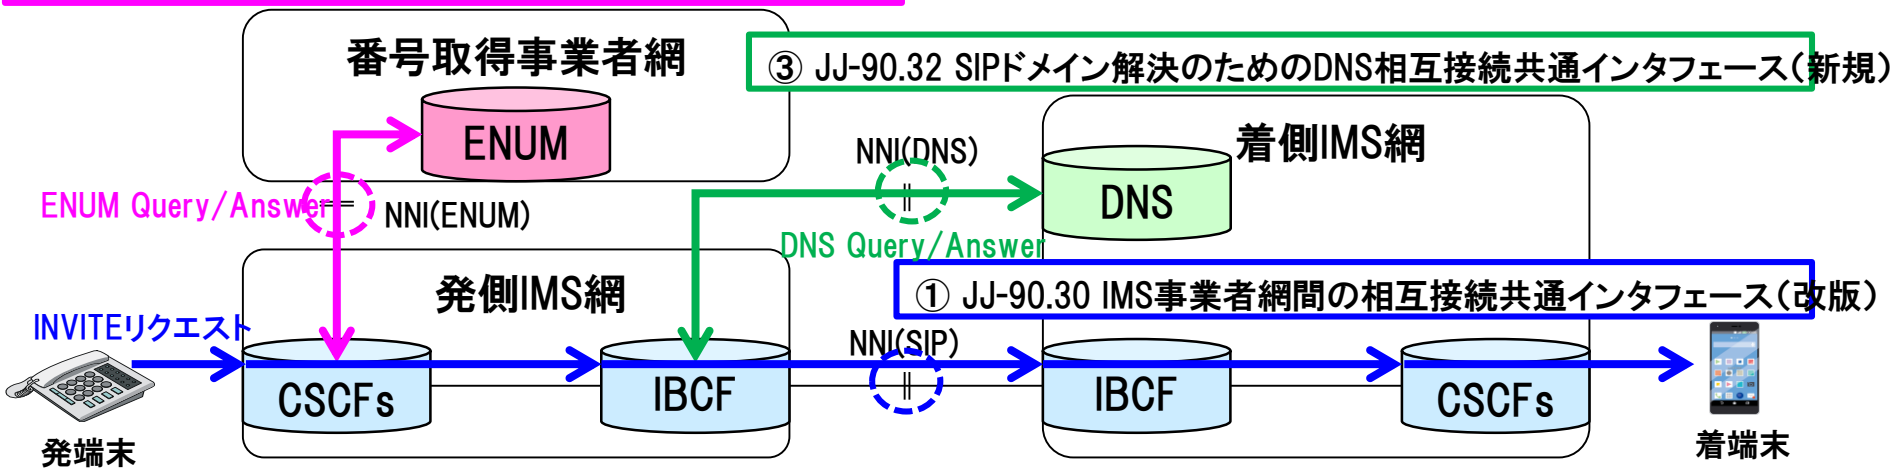 番号取得事業者網
③ JJ-90.32 SIPドメイン解決のためのDNS相互接続共通インタフェース(新規)
ENUM
NNI(DNS)
着側IMS網
ENUM Query/Answer
NNI(ENUM)
DNS
DNS Query/Answer
発側IMS網
① JJ-90.30 IMS事業者網間の相互接続共通インタフェース(改版)
INVITEリクエスト
NNI(SIP)
CSCFs
IBCF
IBCF
CSCFs
発端末
着端末